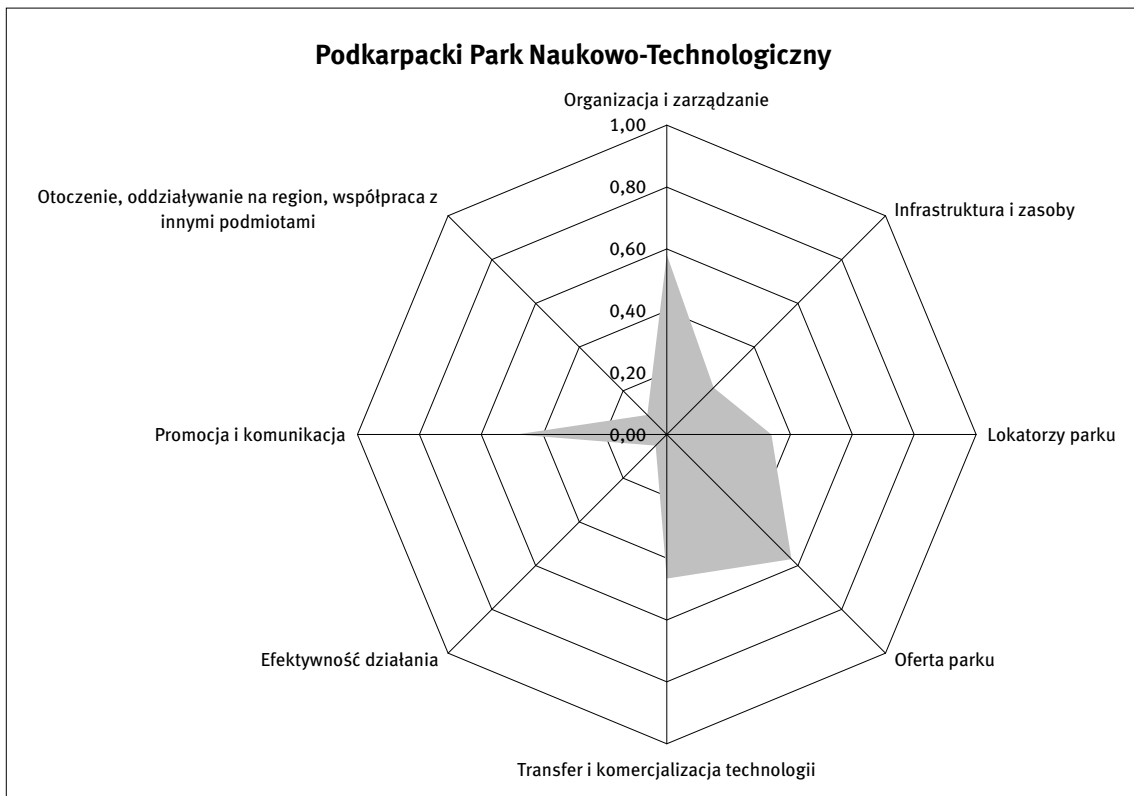 Podkarpacki Park Naukowo-Technologiczny
Organizacja i zarządzanie
1,00
0,80
0,60
0,40
0,20
0,00
Otoczenie, oddziaływanie na region, współpraca z
innymi podmiotami
Infrastruktura i zasoby
Promocja i komunikacja
Lokatorzy parku
Efektywność działania
Oferta parku
Transfer i komercjalizacja technologii